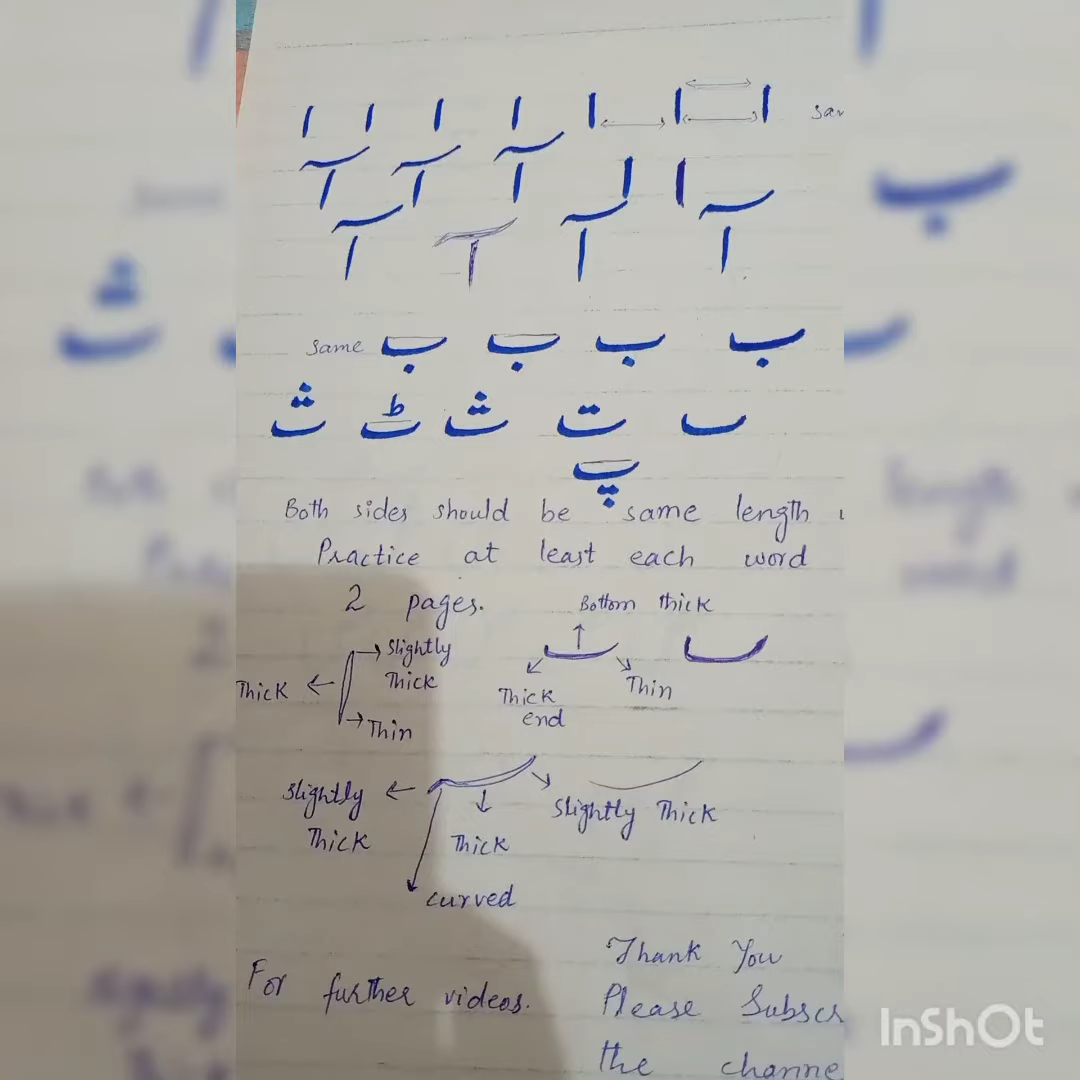 ا ا ا ا ا ا ا
ا ا آ آ آ
آ آ آ آ
ب ب ب ب same
ٮ ت ث ٹ ث
پ
Both sides should be same length
Practice at least each word
2 pages.
Bottom thick
Slightly Thick
Thick
Thin
Thick end
Thin
ٮ
Slightly Thick
Thick
Slightly Thick
curved
Thank You
For further videos.
Please Subscr
the channe
InShOt